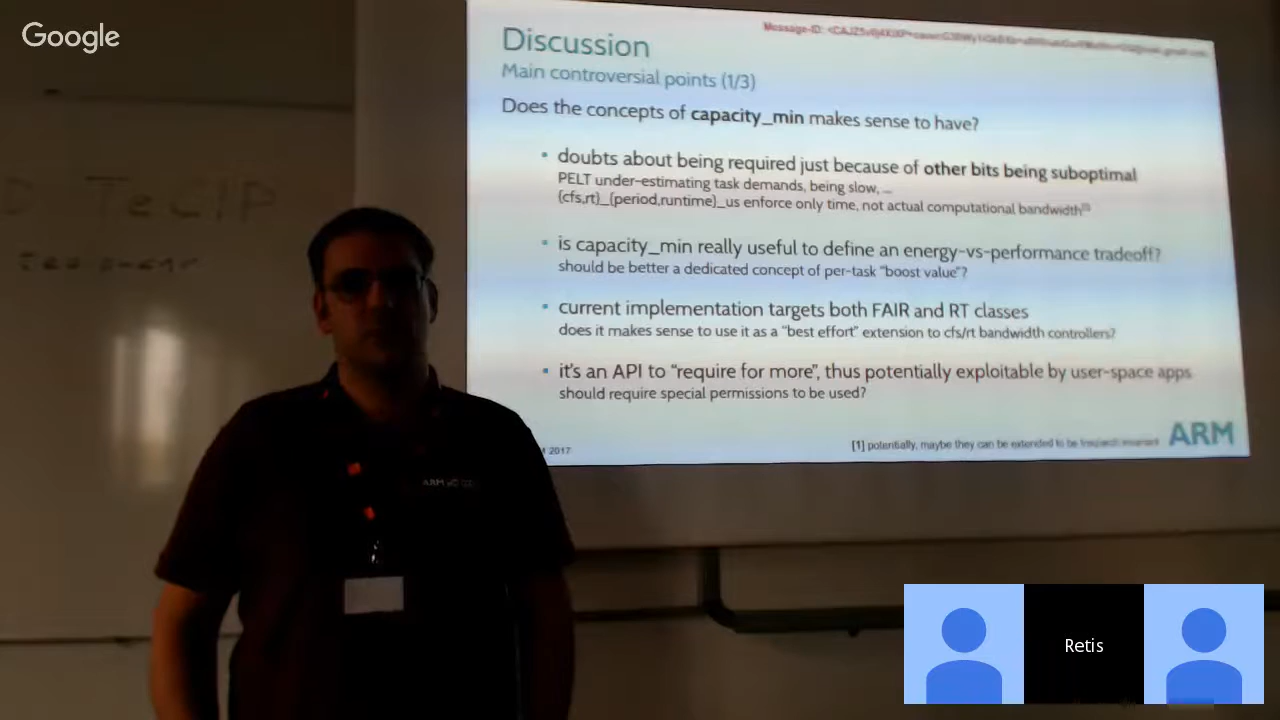 Google
Message-ID:
Discussion
Main controversial points (1/3)
Does the concepts of capacity_min makes sense to have?
• doubts about being required just because of other bits being suboptimal
PELT under-estimating task demands, being slow, ...
{cfs,rt}_{period,runtime}_us enforce only time, not actual computational bandwidth[1]
• is capacity_min really useful to define an energy-vs-performance tradeoff?
should be better a dedicated concept of per-task "boost value"?
• current implementation targets both FAIR and RT classes
does it makes sense to use it as a "best effort" extension to cfs/rt bandwidth controllers?
• it's an API to "require for more", thus potentially exploitable by user-space apps
should require special permissions to be used?
2017
[1] potentially, maybe they can be extended to be
ARM
TeCIP
ARM
Retis